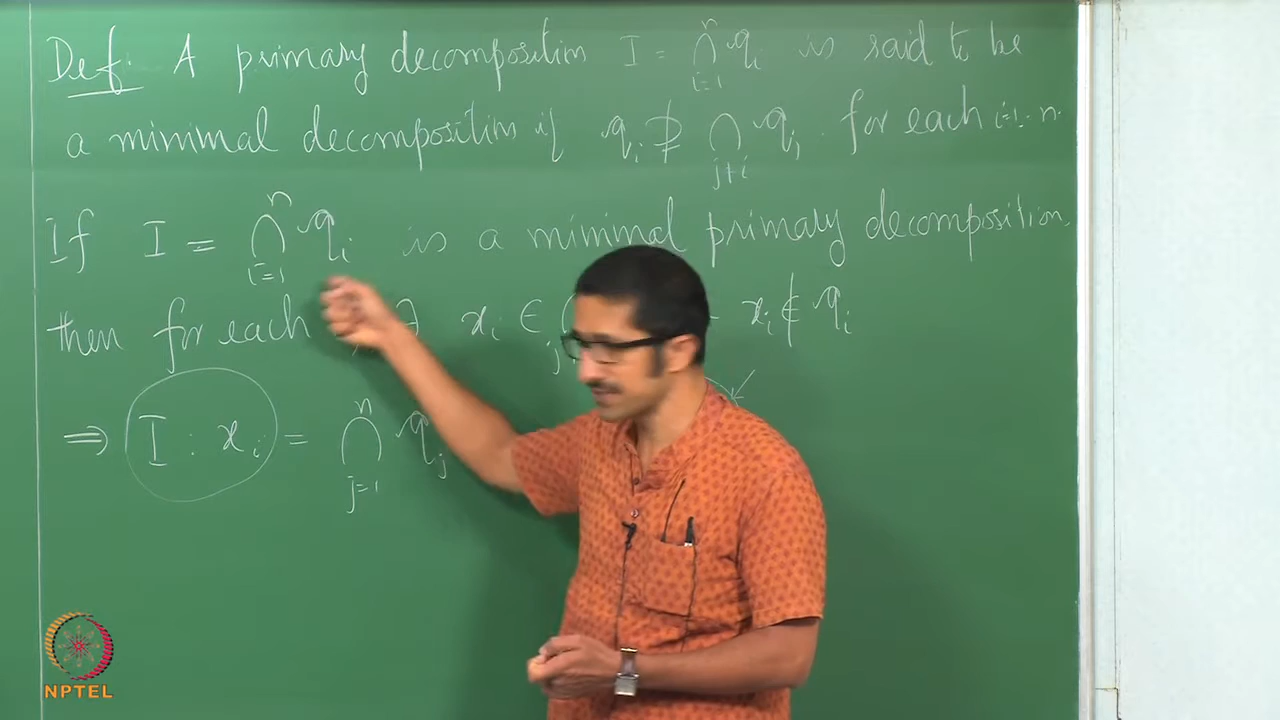 Def: A primary decomposition I = ⋂_{i=1}^{n} q_i is said to be
a minimal decomposition if q_i ⊉ ⋂_{j≠i} q_j for each i=1..n.
If I = ⋂_{i=1}^{n} q_i is a minimal primary decomposition,
then for each ∃ x_i ∈ x_i ∉ q_i
⇒ I : x_i = ⋂_{j=1}^{n} q_j
NPTEL